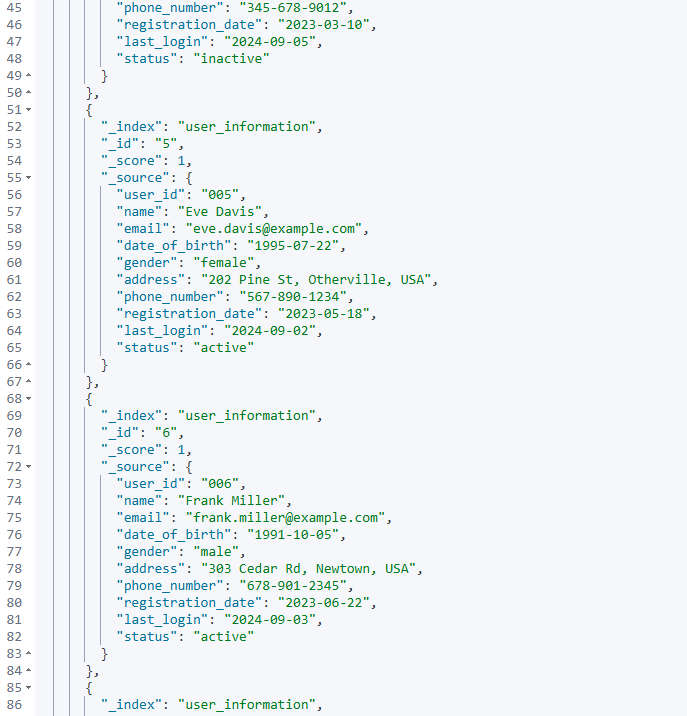 45 "phone_number": "345-678-9012",
46 "registration_date": "2023-03-10",
47 "last_login": "2024-09-05",
48 "status": "inactive"
49 }
50 },
51 {
52 "_index": "user_information",
53 "_id": "5",
54 "_score": 1,
55 "_source": {
56 "user_id": "005",
57 "name": "Eve Davis",
58 "email": "eve.davis@example.com",
59 "date_of_birth": "1995-07-22",
60 "gender": "female",
61 "address": "202 Pine St, Otherville, USA",
62 "phone_number": "567-890-1234",
63 "registration_date": "2023-05-18",
64 "last_login": "2024-09-02",
65 "status": "active"
66 }
67 },
68 {
69 "_index": "user_information",
70 "_id": "6",
71 "_score": 1,
72 "_source": {
73 "user_id": "006",
74 "name": "Frank Miller",
75 "email": "frank.miller@example.com",
76 "date_of_birth": "1991-10-05",
77 "gender": "male",
78 "address": "303 Cedar Rd, Newtown, USA",
79 "phone_number": "678-901-2345",
80 "registration_date": "2023-06-22",
81 "last_login": "2024-09-03",
82 "status": "active"
83 }
84 },
85 {
86 "_index": "user_information",